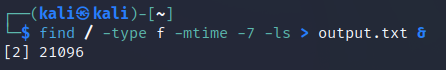 ┌──(kali㉿kali)-[~]
└─$ find / -type f -mtime -7 -ls > output.txt &
[2] 21096